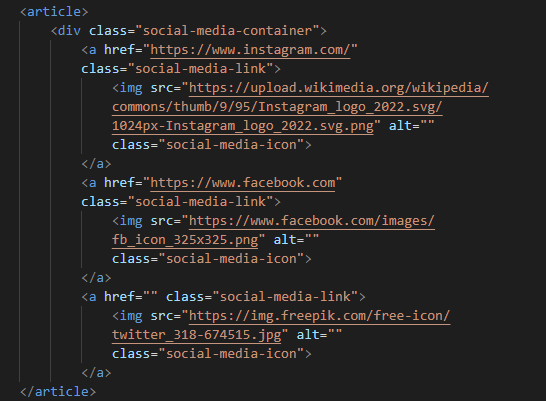 <article>
<div class="social-media-container">
<a href="https://www.instagram.com/"
class="social-media-link">
<img src="https://upload.wikimedia.org/wikipedia/
commons/thumb/9/95/Instagram_logo_2022.svg/
1024px-Instagram_logo_2022.svg.png" alt=""
class="social-media-icon">
</a>
<a href="https://www.facebook.com"
class="social-media-link">
<img src="https://www.facebook.com/images/
fb_icon_325x325.png" alt=""
class="social-media-icon">
</a>
<a href="" class="social-media-link">
<img src="https://img.freepik.com/free-icon/
twitter_318-674515.jpg" alt=""
class="social-media-icon">
</a>
</article>